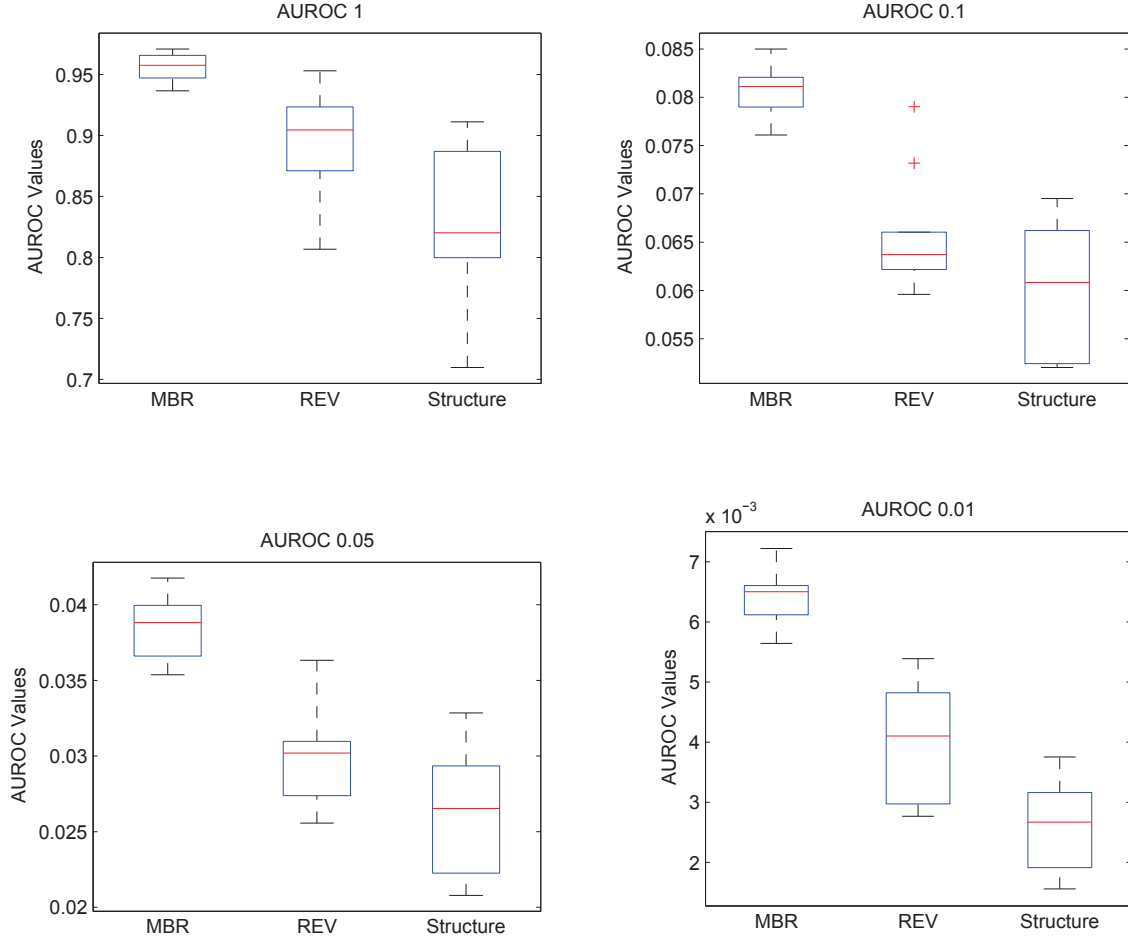 AUROC 1
AUROC Values
0.95
0.9
0.85
0.8
0.75
0.7
MBR REV Structure
AUROC 0.1
AUROC Values
0.085
0.08
0.075
0.07
0.065
0.06
0.055
MBR REV Structure
AUROC 0.05
AUROC Values
0.04
0.035
0.03
0.025
0.02
MBR REV Structure
x 10⁻³
AUROC 0.01
AUROC Values
7
6
5
4
3
2
MBR REV Structure